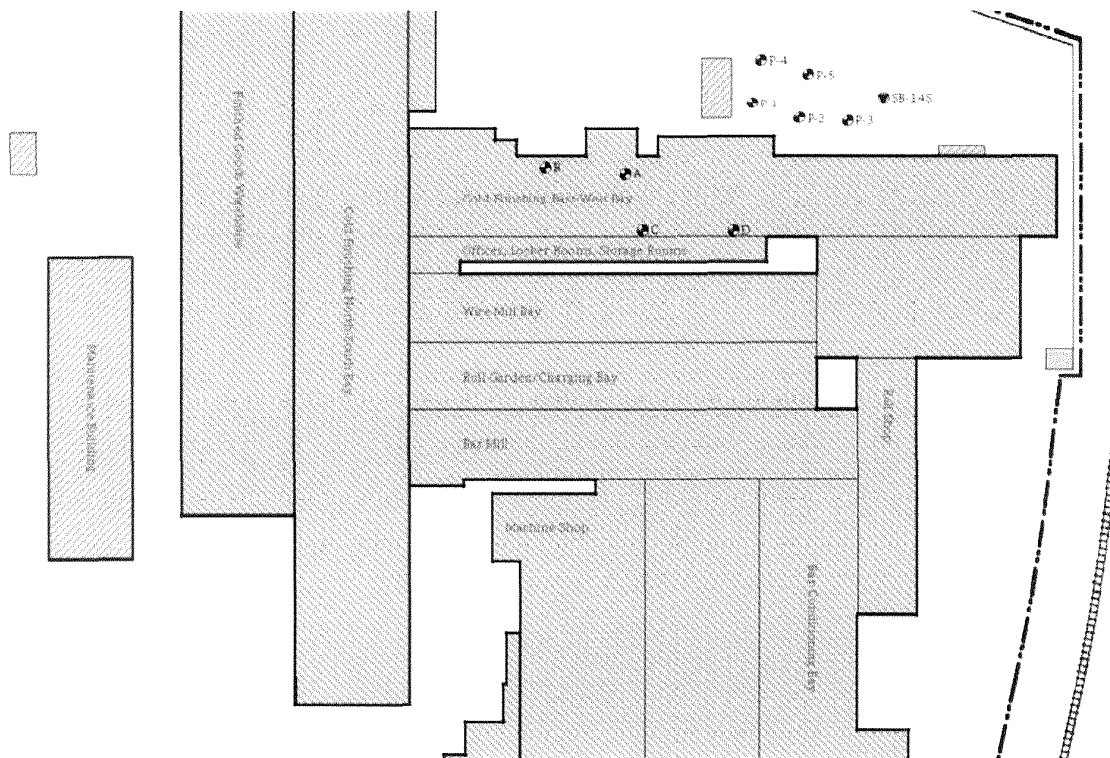 P-4
P-5
SB-14S
P-1
P-2
P-3
B
A
Cold Finishing East-West Bay
C
D
Offices, Locker Rooms, Storage Rooms
Wire Mill Bay
Roll Garden/Charging Bay
Bar Mill
Machine Shop
Finished Goods Warehouse
Cold Finishing North-South Bay
Maintenance Building
Roll Shop
Bar Conditioning Bay